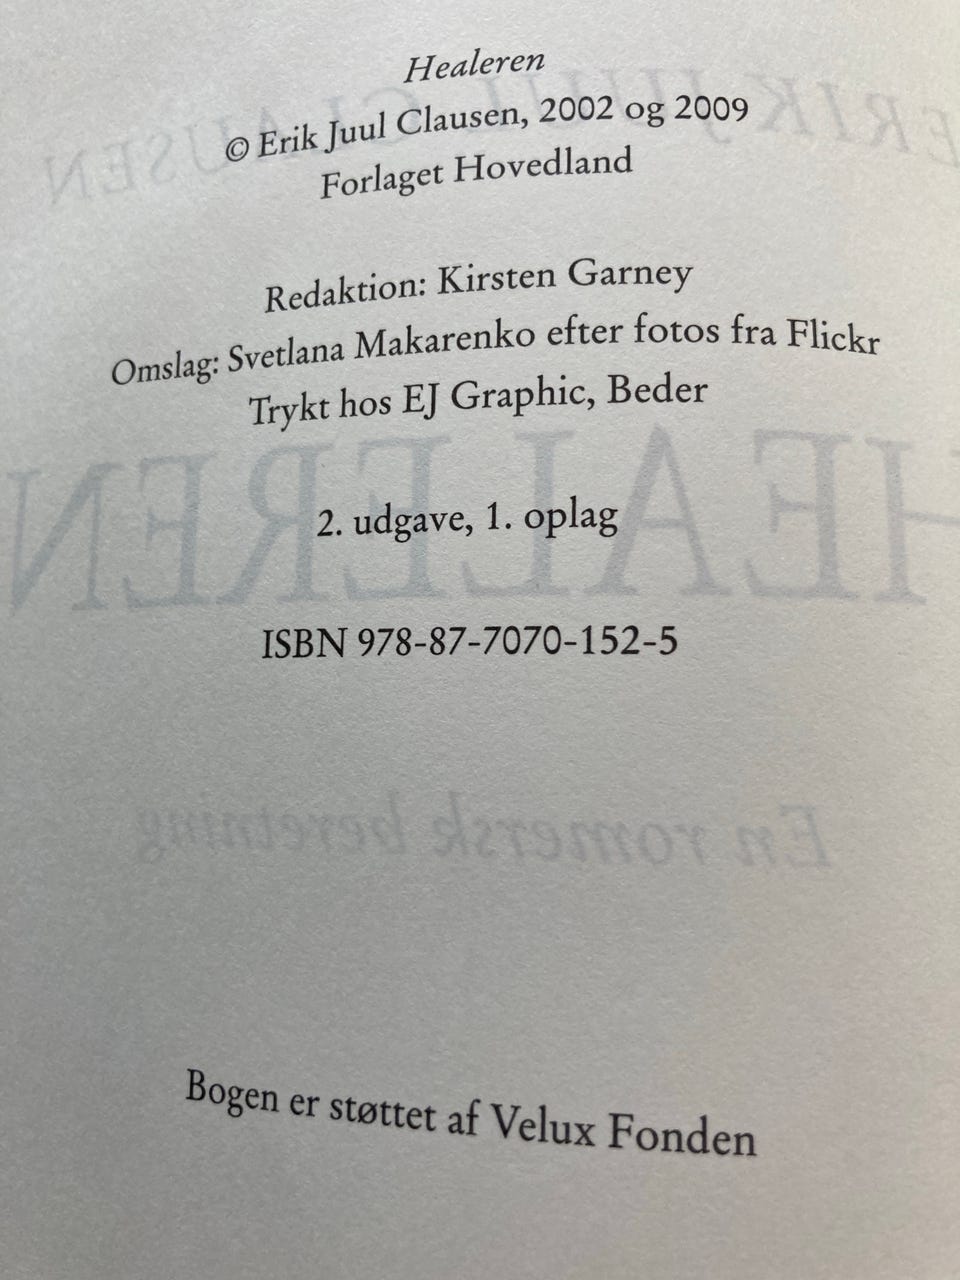 Healeren
© Erik Juul Clausen, 2002 og 2009
Forlaget Hovedland
Redaktion: Kirsten Garney
Omslag: Svetlana Makarenko efter fotos fra Flickr
Trykt hos EJ Graphic, Beder
2. udgave, 1. oplag
ISBN 978-87-7070-152-5
Bogen er støttet af Velux Fonden